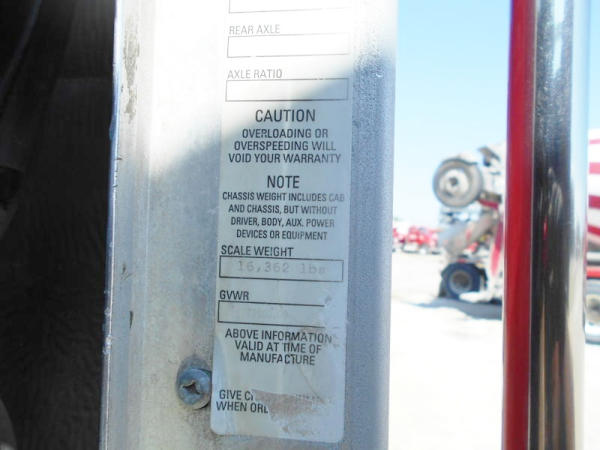 REAR AXLE
AXLE RATIO
CAUTION
OVERLOADING OR
OVERSPEEDING WILL
VOID YOUR WARRANTY
NOTE
CHASSIS WEIGHT INCLUDES CAB
AND CHASSIS, BUT WITHOUT
DRIVER, BODY, AUX. POWER
DEVICES OR EQUIPMENT
SCALE WEIGHT
16,362 lbs
GVWR
ABOVE INFORMATION
VALID AT TIME OF
MANUFACTURE
GIVE
WHEN